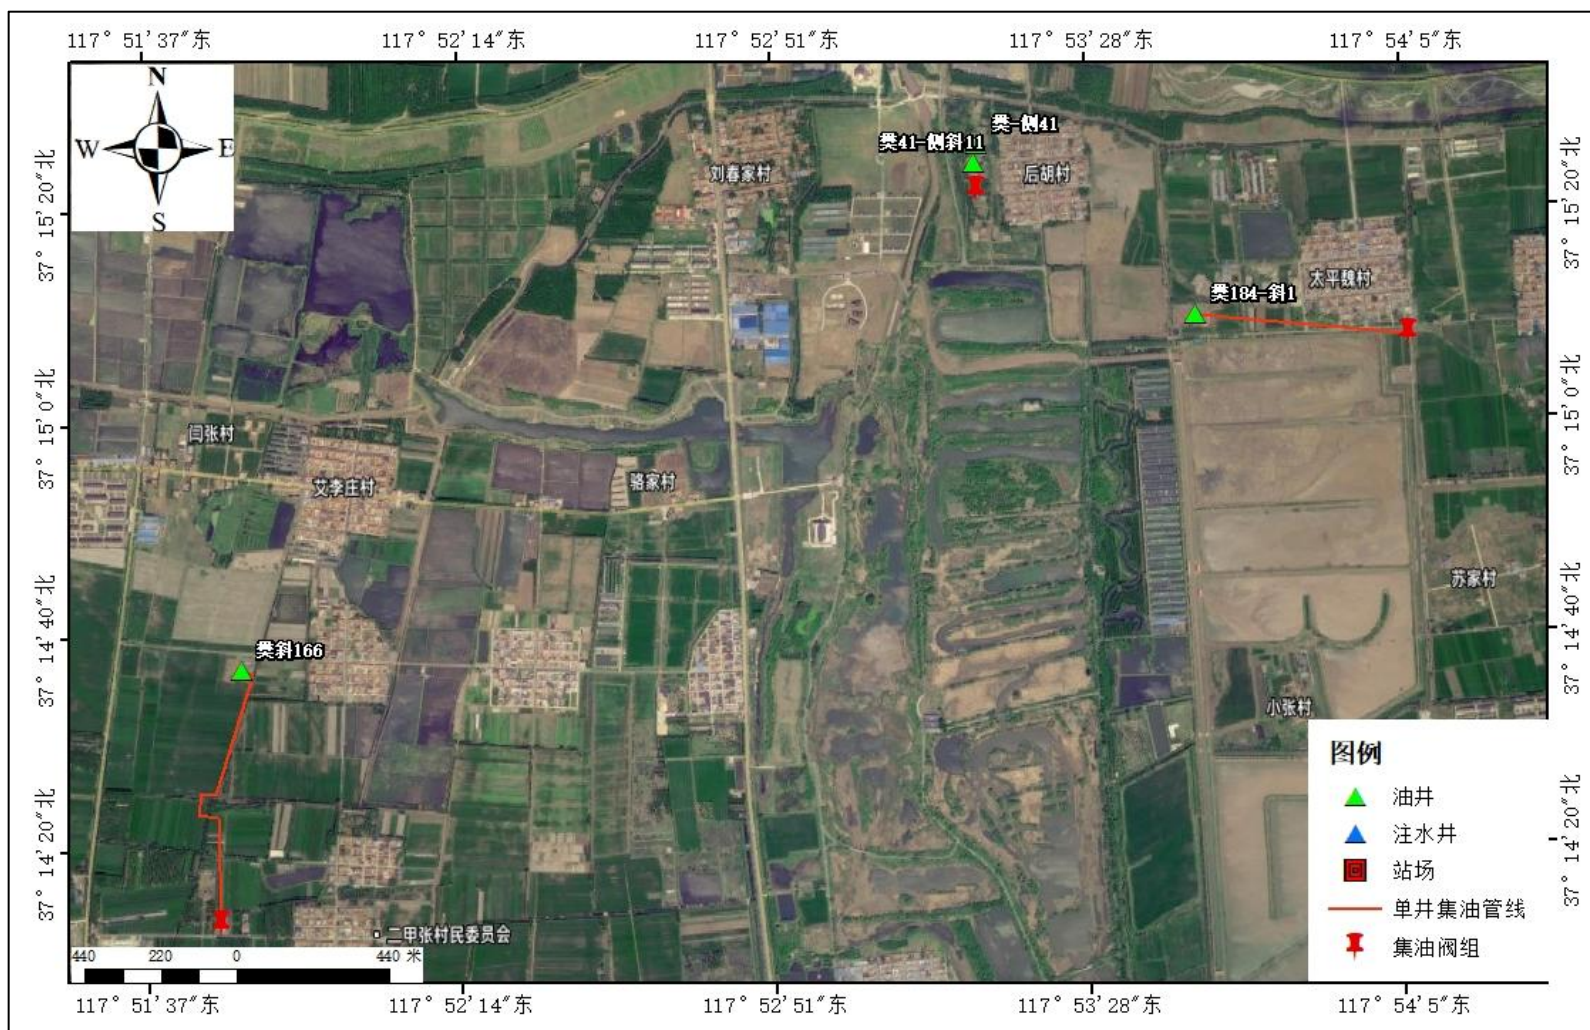 117° 51′37″东
117° 52′14″东
117° 52′51″东
117° 53′28″东
117° 54′5″东
N
W
E
S
37° 15′20″北
37° 15′0″北
37° 14′40″北
37° 14′20″北
樊-侧41
樊41-侧斜11
刘春家村
后胡村
太平魏村
樊184-斜1
闫张村
艾李庄村
骆家村
苏家村
樊斜166
小张村
二甲张村民委员会
图例
油井
注水井
站场
单井集油管线
集油阀组
440 220 0 440 米
37° 15′20″北
37° 15′0″北
37° 14′40″北
37° 14′20″北
117° 51′37″东
117° 52′14″东
117° 52′51″东
117° 53′28″东
117° 54′5″东